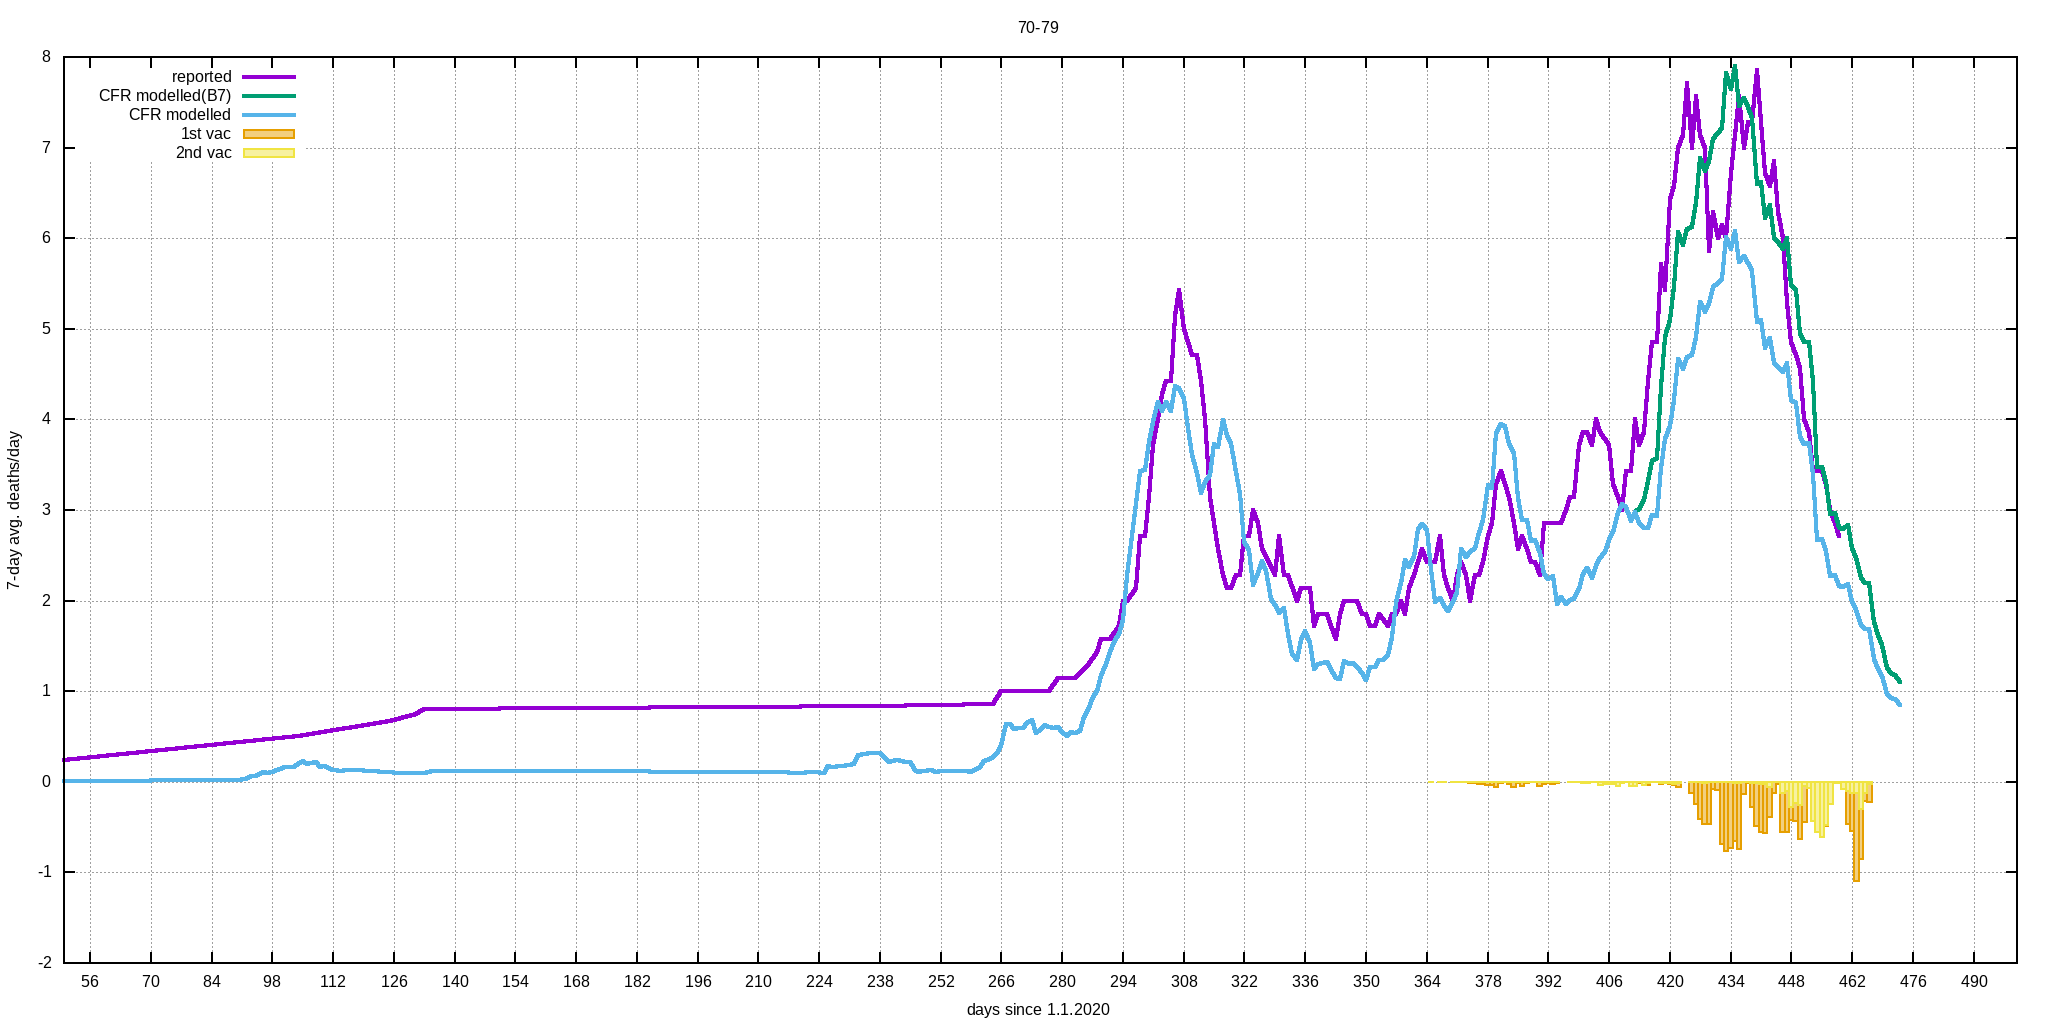 70-79
8
reported
CFR modelled(B7)
CFR modelled
1st vac
2nd vac
7
6
5
4
3
2
1
0
-1
-2
7-day avg. deaths/day
56 70 84 98 112 126 140 154 168 182 196 210 224 238 252 266 280 294 308 322 336 350 364 378 392 406 420 434 448 462 476 490
days since 1.1.2020